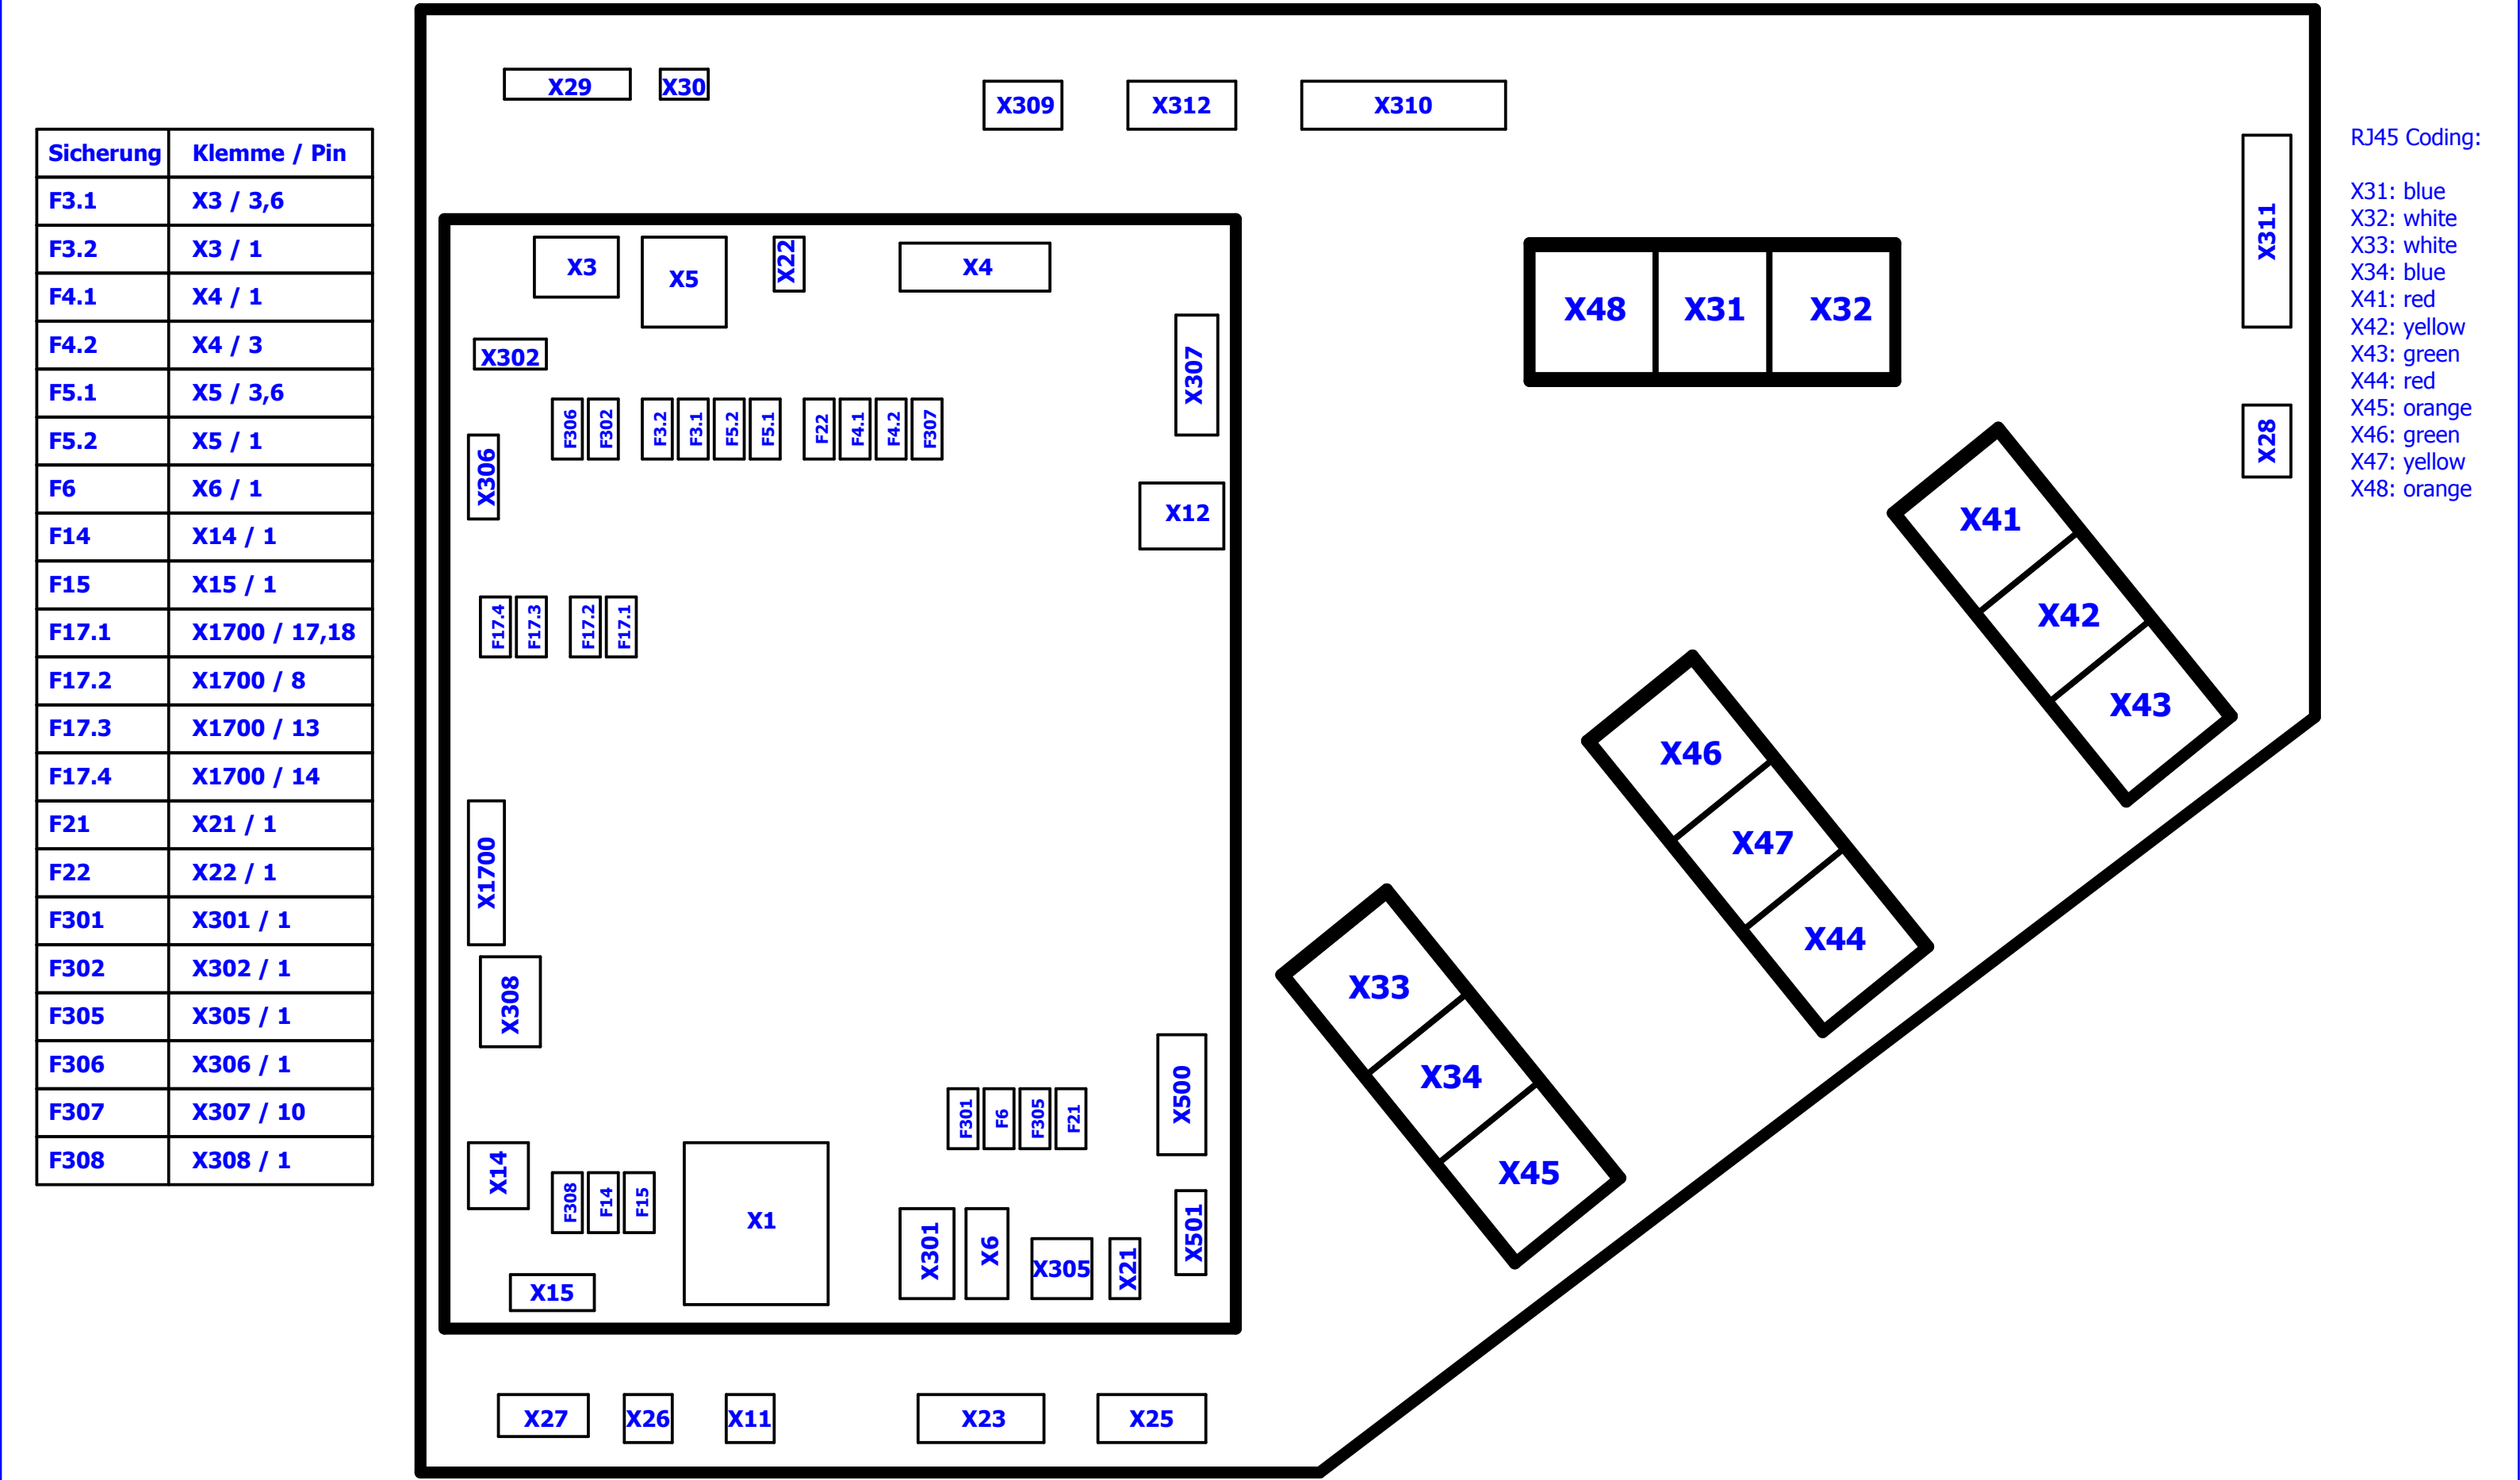 Sicherung Klemme / Pin
F3.1 X3 / 3,6
F3.2 X3 / 1
F4.1 X4 / 1
F4.2 X4 / 3
F5.1 X5 / 3,6
F5.2 X5 / 1
F6 X6 / 1
F14 X14 / 1
F15 X15 / 1
F17.1 X1700 / 17,18
F17.2 X1700 / 8
F17.3 X1700 / 13
F17.4 X1700 / 14
F21 X21 / 1
F22 X22 / 1
F301 X301 / 1
F302 X302 / 1
F305 X305 / 1
F306 X306 / 1
F307 X307 / 10
F308 X308 / 1
X29 X30 X309 X312 X310
X3 X5 X22 X4
X302
X307
F306 F302 F3.2 F3.1 F5.2 F5.1 F22 F4.1 F4.2 F307
X306
X12
F17.4 F17.3 F17.2 F17.1
X1700
X308
X500
F301 F6 F305 F21
X14
F308 F14 F15
X1
X301 X6 X305 X21 X501
X15
X27 X26 X11 X23 X25
X48 X31 X32
X311
X28
X41
X42
X43
X46
X47
X44
X33
X34
X45
RJ45 Coding:
X31: blue
X32: white
X33: white
X34: blue
X41: red
X42: yellow
X43: green
X44: red
X45: orange
X46: green
X47: yellow
X48: orange